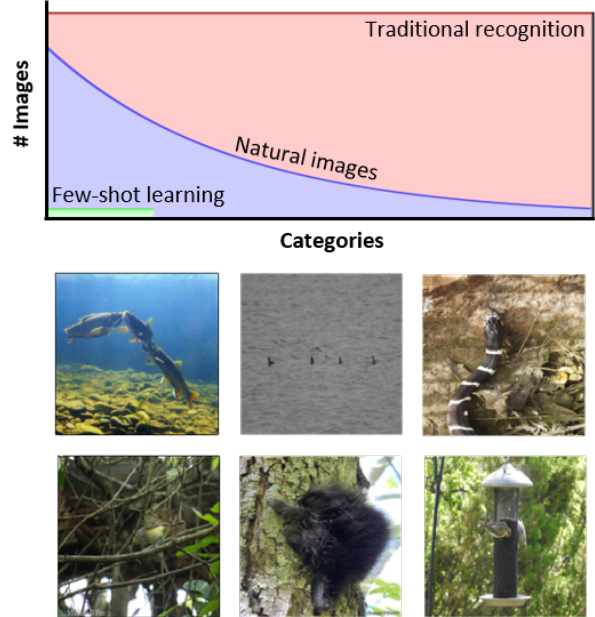 Traditional recognition
# Images
Natural images
Few-shot learning
Categories